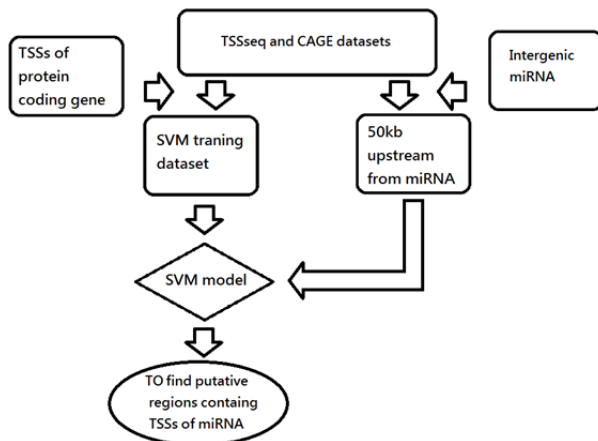 TSSseq and CAGE datasets
TSSs of
protein
coding gene
Intergenic
miRNA
SVM traning
dataset
50kb
upstream
from miRNA
SVM model
TO find putative
regions containg
TSSs of miRNA